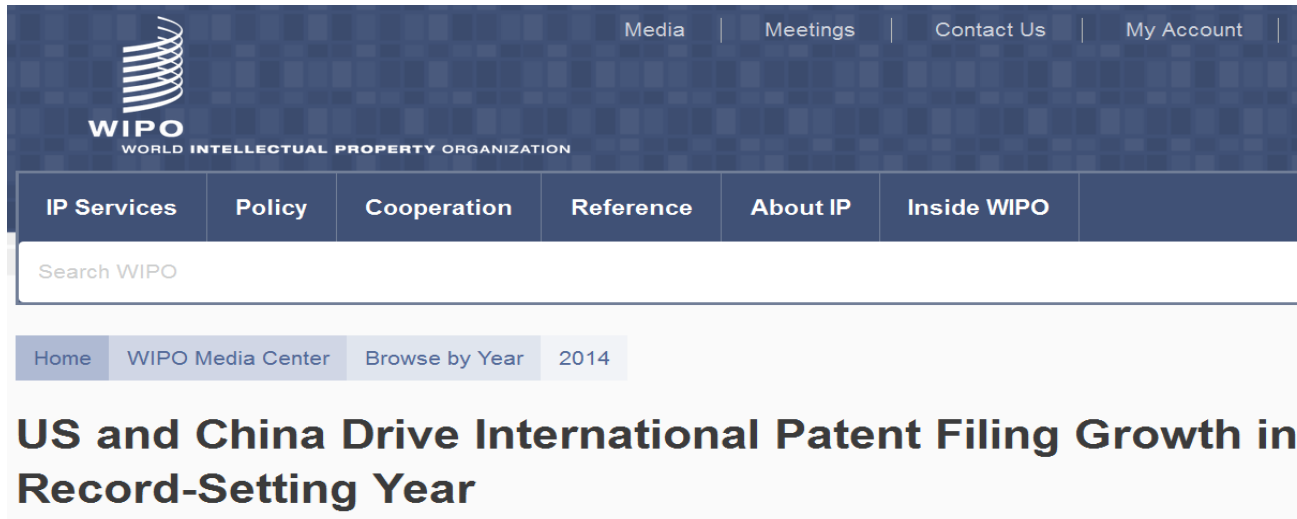 Media Meetings Contact Us My Account
WIPO
WORLD INTELLECTUAL PROPERTY ORGANIZATION
IP Services Policy Cooperation Reference About IP Inside WIPO
Search WIPO
Home WIPO Media Center Browse by Year 2014
US and China Drive International Patent Filing Growth in
Record-Setting Year